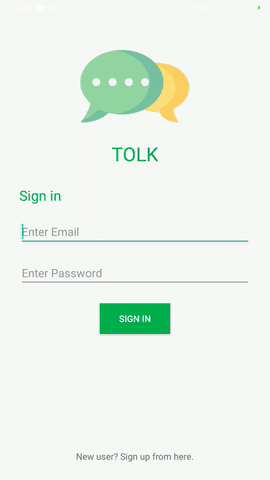 TOLK
Sign in
Enter Email
Enter Password
SIGN IN
New user? Sign up from here.